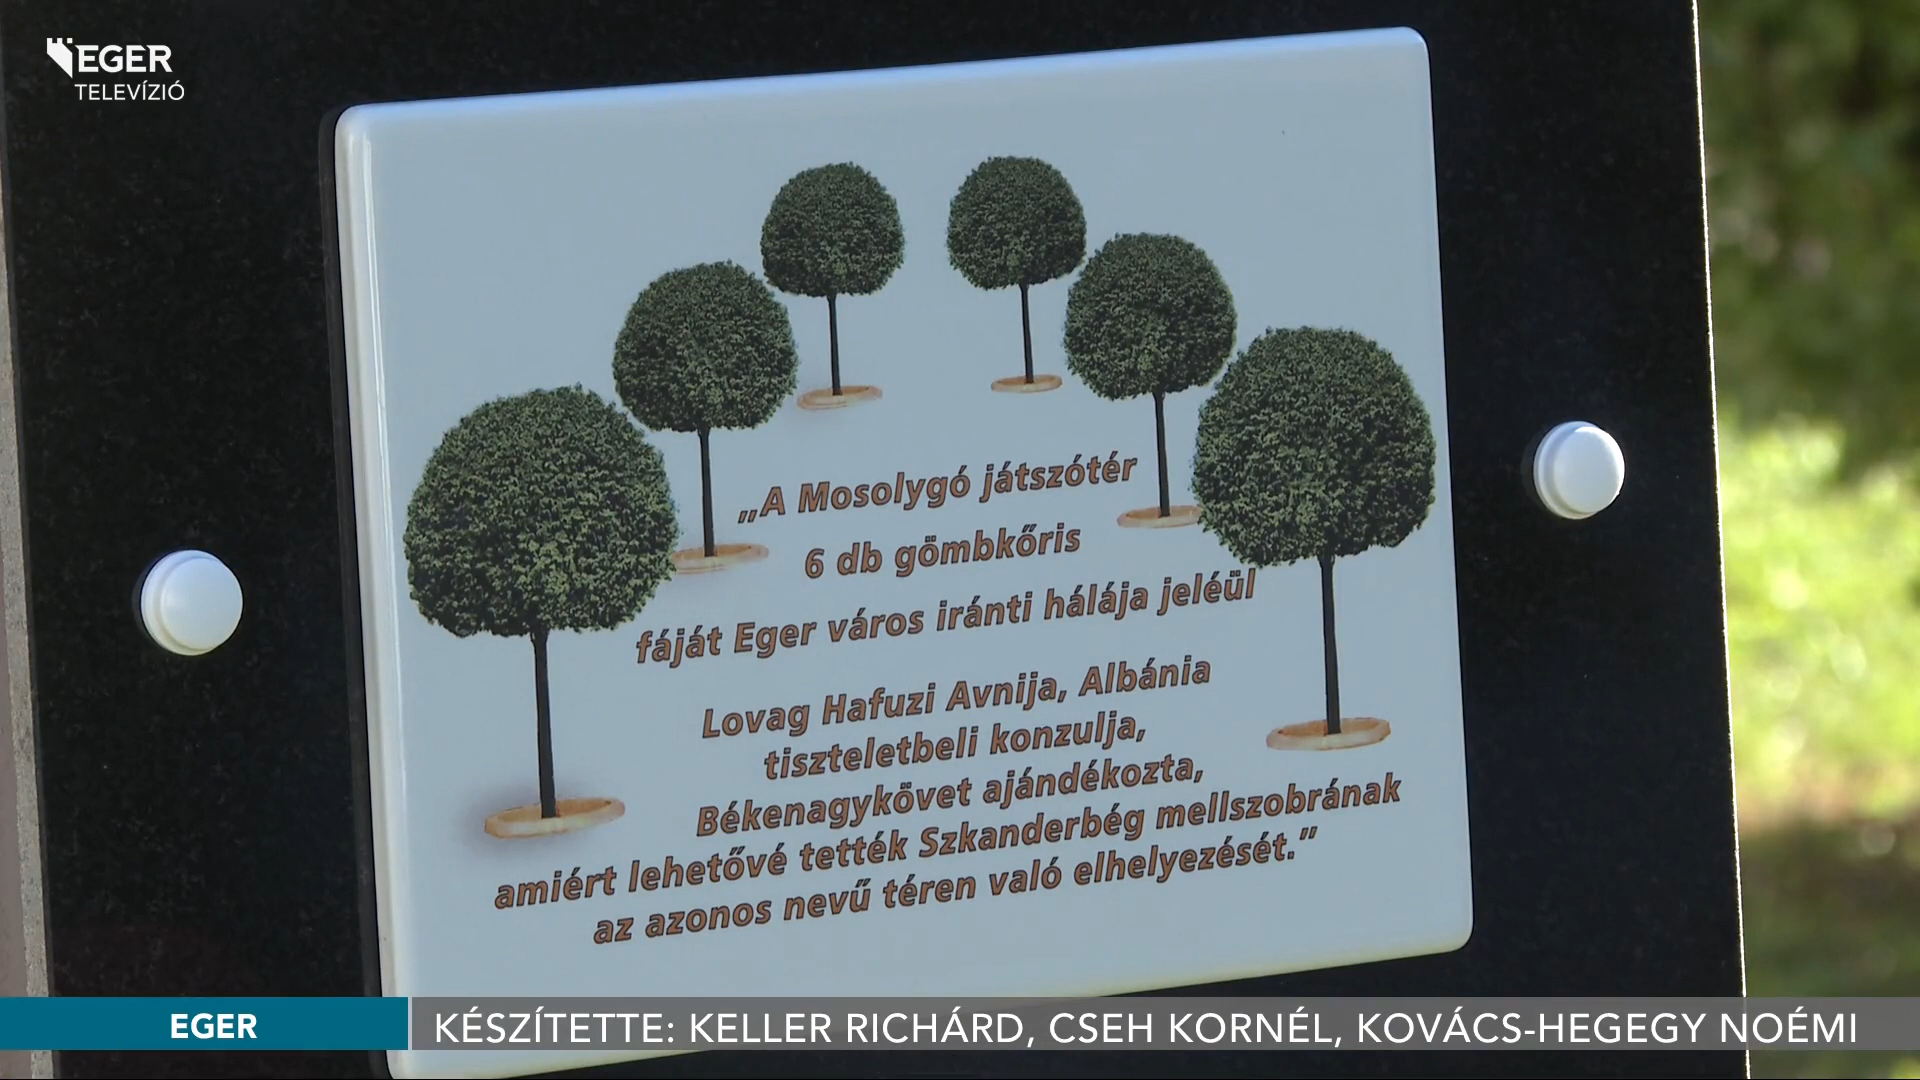 EGER
TELEVÍZIÓ
„A Mosolygó játszótér
6 db gömbkőris
fáját Eger város iránti hálája jeléül
Lovag Hafuzi Avnija, Albánia
tiszteletbeli konzulja,
Békenagykövet ajándékozta,
amiért lehetővé tették Szkanderbég mellszobrának
az azonos nevű téren való elhelyezését.”
EGER
KÉSZÍTETTE: KELLER RICHÁRD, CSEH KORNÉL, KOVÁCS-HEGEGY NOÉMI